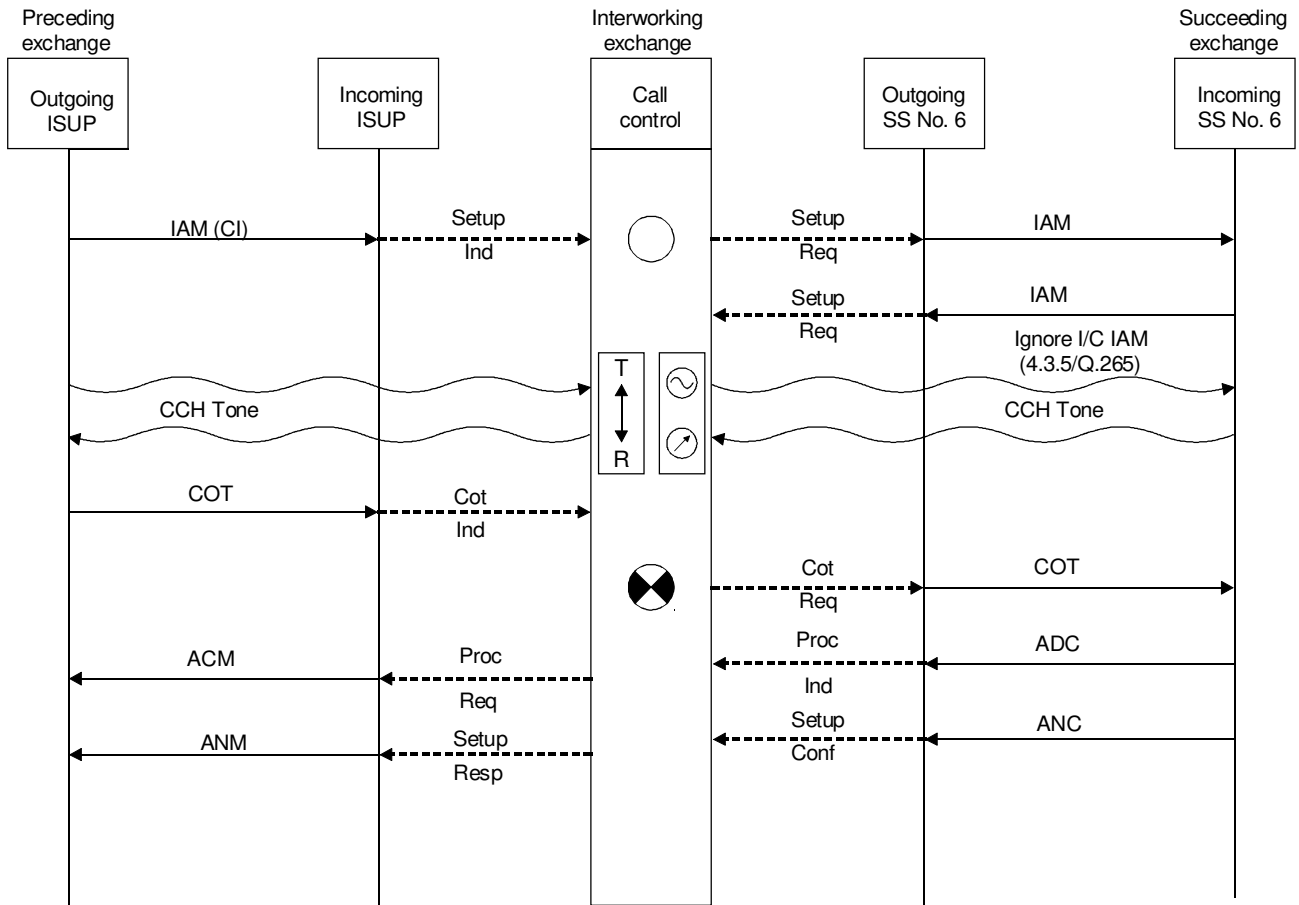 Preceding
exchange
Interworking
exchange
Succeeding
exchange
Outgoing
ISUP
Incoming
ISUP
Call
control
Outgoing
SS No. 6
Incoming
SS No. 6
IAM (CI)
Setup
Ind
Setup
Req
IAM
Setup
Req
IAM
Ignore I/C IAM
(4.3.5/Q.265)
T
R
CCH Tone
CCH Tone
COT
Cot
Ind
Cot
Req
COT
ACM
Proc
Req
Proc
Ind
ADC
ANM
Setup
Resp
Setup
Conf
ANC